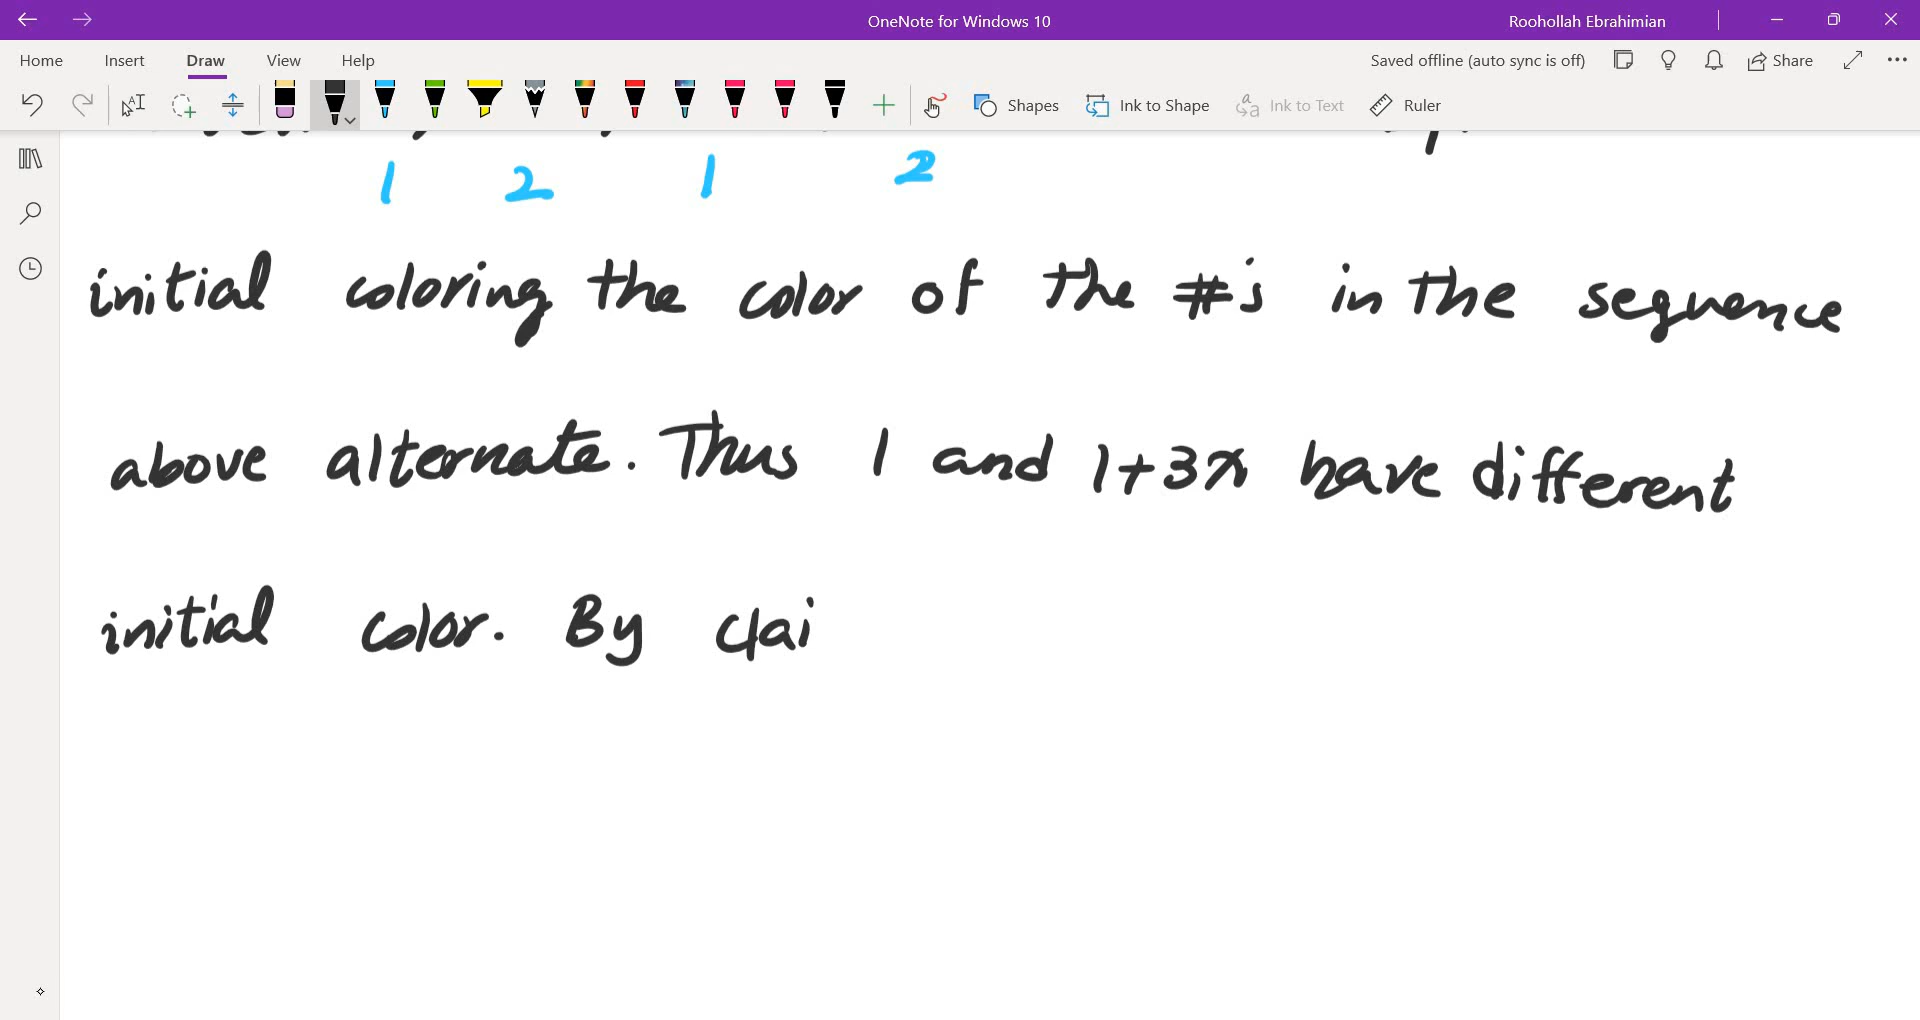 OneNote for Windows 10
Roohollah Ebrahimian
Home Insert Draw View Help
Saved offline (auto sync is off) Share
Shapes Ink to Shape Ink to Text Ruler
1 2 1 2
initial coloring the color of the #'s in the sequence
above alternate. Thus 1 and 1+3x have different
initial color. By clai